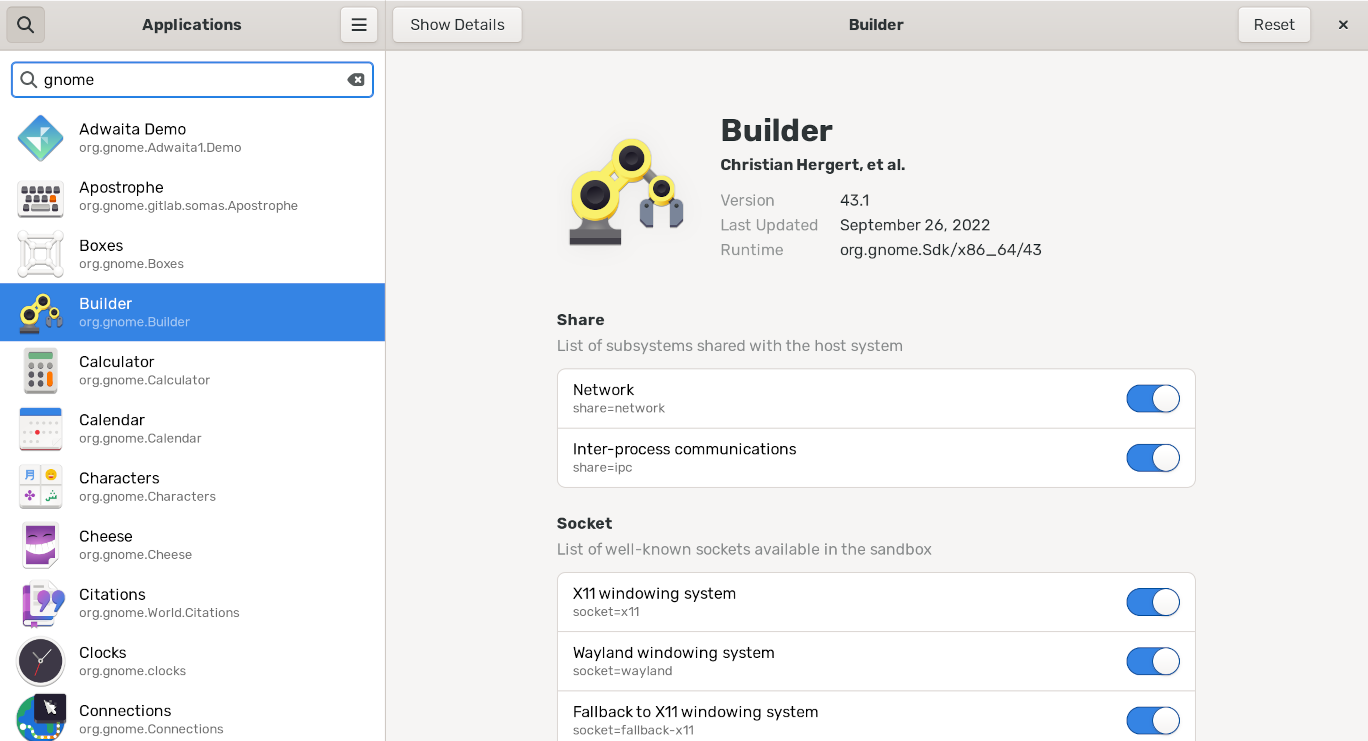 Applications
Show Details
Builder
Reset
gnome
Adwaita Demo
org.gnome.Adwaita1.Demo
Apostrophe
org.gnome.gitlab.somas.Apostrophe
Boxes
org.gnome.Boxes
Builder
org.gnome.Builder
Calculator
org.gnome.Calculator
Calendar
org.gnome.Calendar
Characters
org.gnome.Characters
Cheese
org.gnome.Cheese
Citations
org.gnome.World.Citations
Clocks
org.gnome.clocks
Connections
org.gnome.Connections
Builder
Christian Hergert, et al.
Version 43.1
Last Updated September 26, 2022
Runtime org.gnome.Sdk/x86_64/43
Share
List of subsystems shared with the host system
Network
share=network
Inter-process communications
share=ipc
Socket
List of well-known sockets available in the sandbox
X11 windowing system
socket=x11
Wayland windowing system
socket=wayland
Fallback to X11 windowing system
socket=fallback-x11